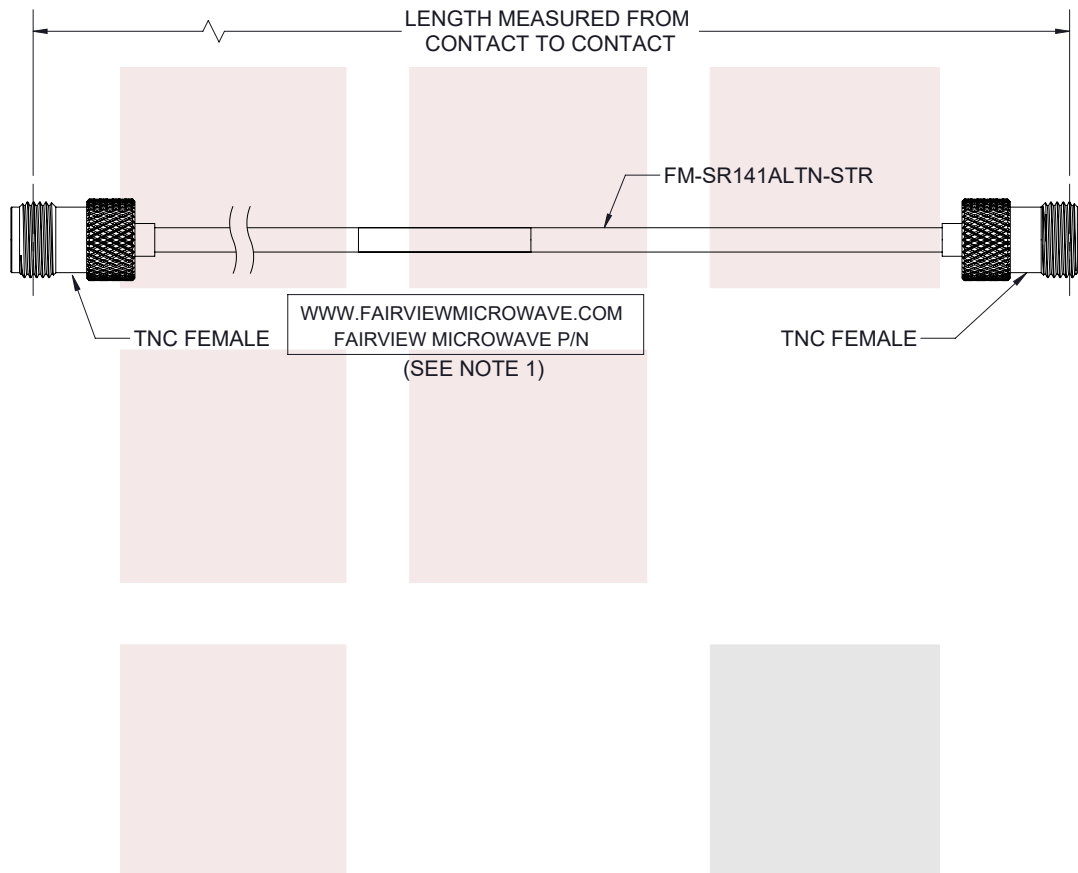 LENGTH MEASURED FROM
CONTACT TO CONTACT
FM-SR141ALTN-STR
TNC FEMALE
WWW.FAIRVIEWMICROWAVE.COM
FAIRVIEW MICROWAVE P/N
(SEE NOTE 1)
TNC FEMALE